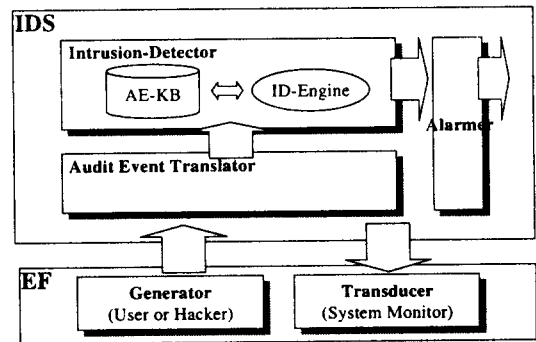 IDS
Intrusion-Detector
AE-KB
ID-Engine
Alarmer
Audit Event Translator
EF
Generator
(User or Hacker)
Transducer
(System Monitor)